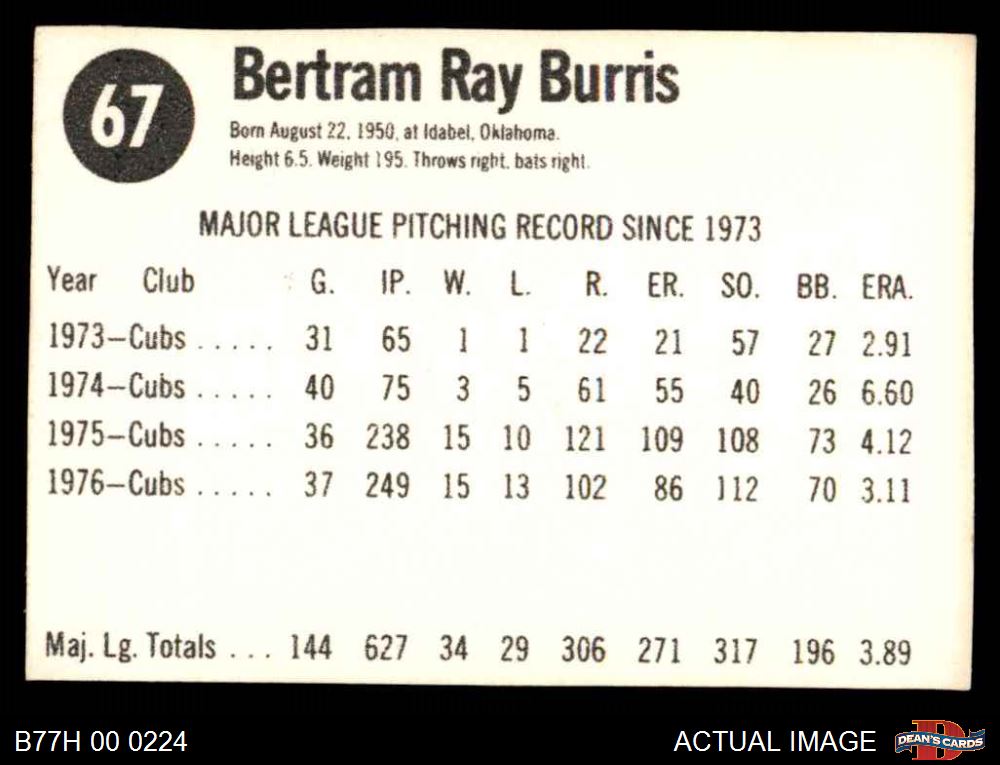 67
Bertram Ray Burris
Born August 22, 1950, at Idabel, Oklahoma.
Height 6.5. Weight 195. Throws right, bats right.
MAJOR LEAGUE PITCHING RECORD SINCE 1973
Year Club G. IP. W. L. R. ER. SO. BB. ERA.
1973–Cubs ..... 31 65 1 1 22 21 57 27 2.91
1974–Cubs ..... 40 75 3 5 61 55 40 26 6.60
1975–Cubs ..... 36 238 15 10 121 109 108 73 4.12
1976–Cubs ..... 37 249 15 13 102 86 112 70 3.11
Maj. Lg. Totals ... 144 627 34 29 306 271 317 196 3.89
B77H 00 0224
ACTUAL IMAGE
DEAN'S CARDS